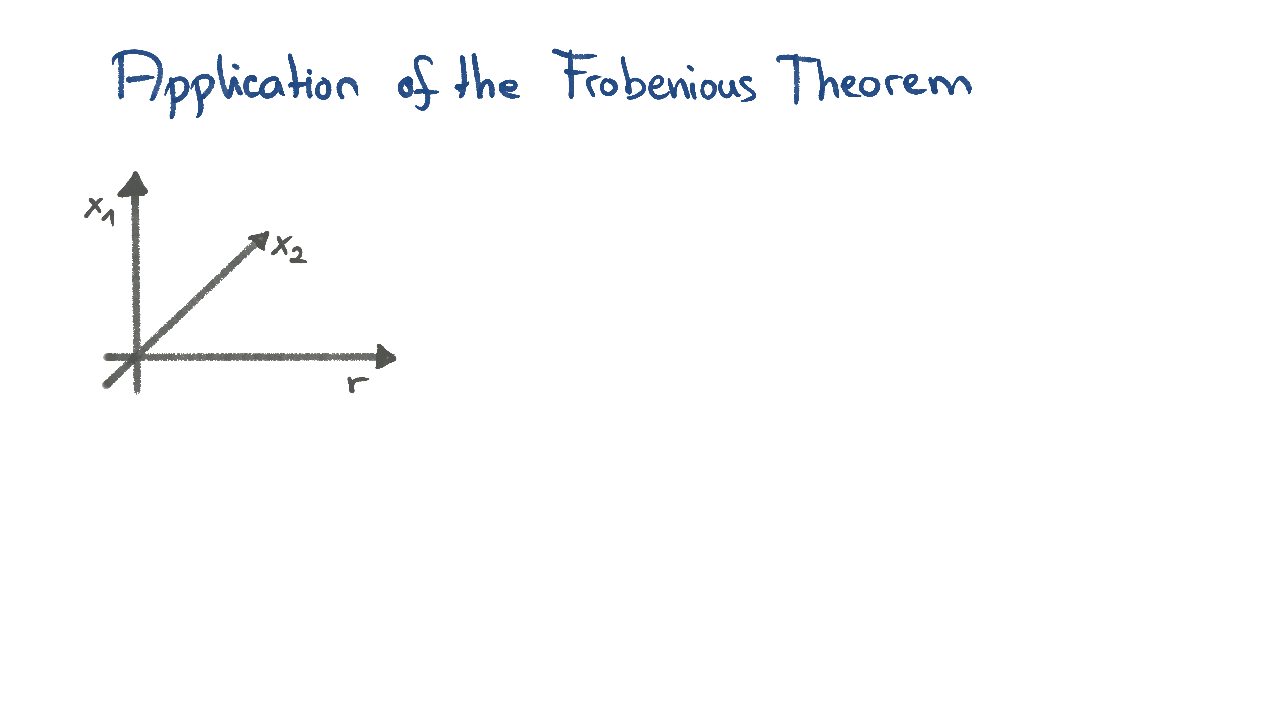 Application of the Frobenious Theorem
x₁
x₂
r